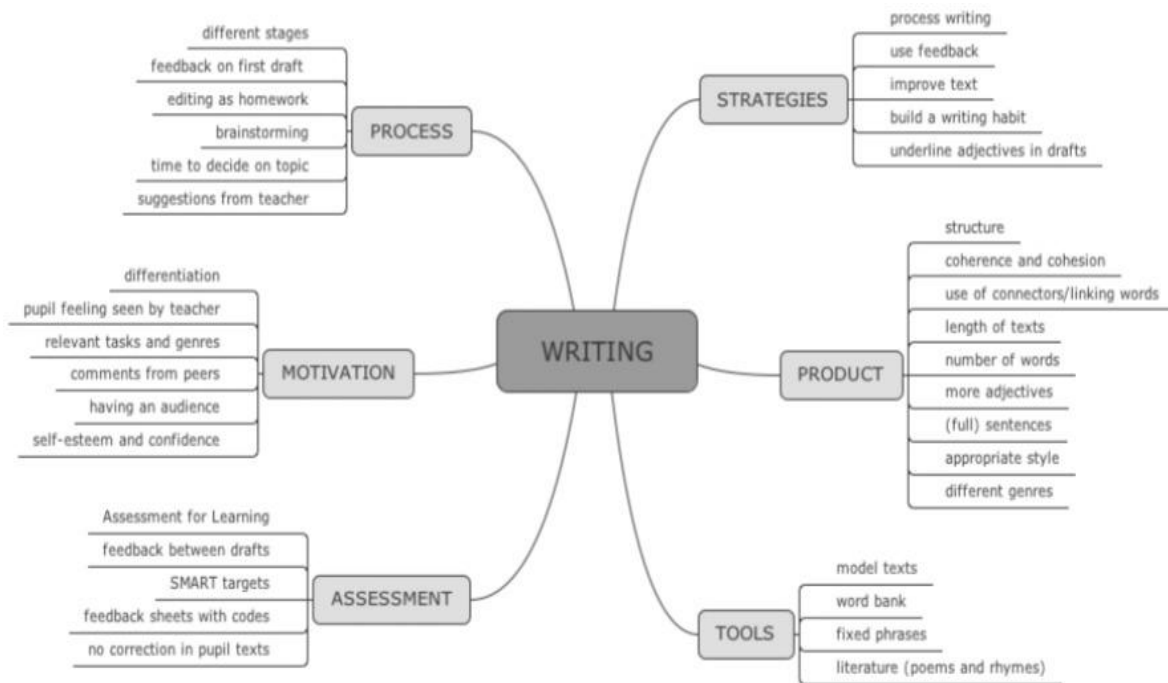 WRITING
PROCESS
different stages
feedback on first draft
editing as homework
brainstorming
time to decide on topic
suggestions from teacher
MOTIVATION
differentiation
pupil feeling seen by teacher
relevant tasks and genres
comments from peers
having an audience
self-esteem and confidence
ASSESSMENT
Assessment for Learning
feedback between drafts
SMART targets
feedback sheets with codes
no correction in pupil texts
STRATEGIES
process writing
use feedback
improve text
build a writing habit
underline adjectives in drafts
PRODUCT
structure
coherence and cohesion
use of connectors/linking words
length of texts
number of words
more adjectives
(full) sentences
appropriate style
different genres
TOOLS
model texts
word bank
fixed phrases
literature (poems and rhymes)